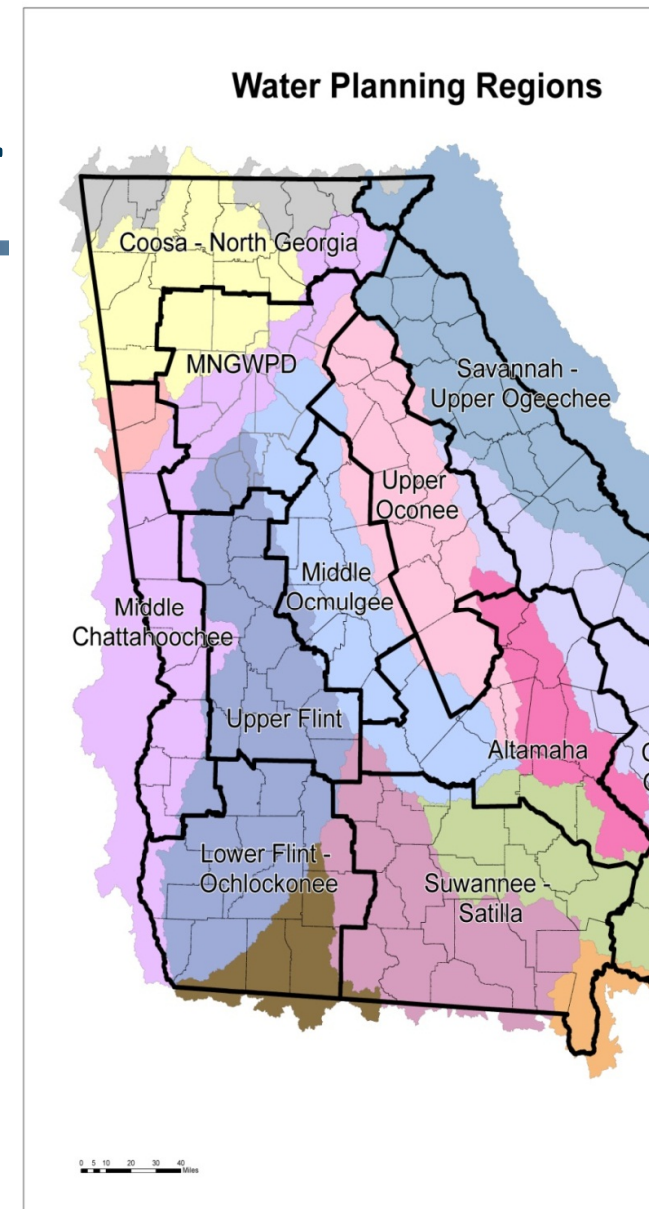 Water Planning Regions
Coosa - North Georgia
MNGWPD
Savannah -
Upper Ogeechee
Upper
Oconee
Middle
Ocmulgee
Middle
Chattahoochee
Upper Flint
Altamaha
Lower Flint -
Ochlockonee
Suwannee -
Satilla
0 5 10 20 30 40
Miles